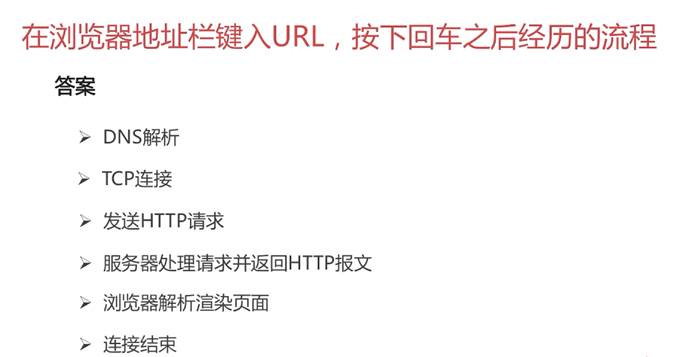 在浏览器地址栏键入URL，按下回车之后经历的流程
答案
➢ DNS解析
➢ TCP连接
➢ 发送HTTP请求
➢ 服务器处理请求并返回HTTP报文
➢ 浏览器解析渲染页面
➢ 连接结束